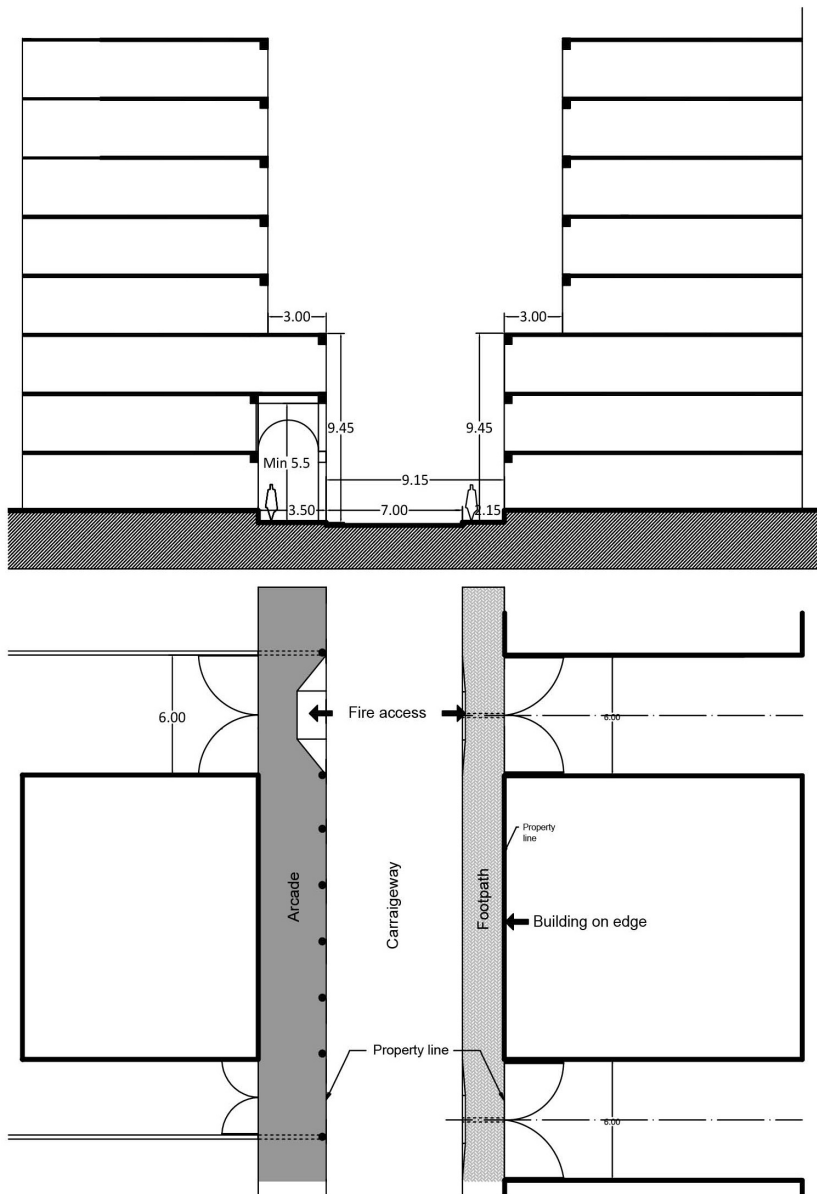 3.00
3.00
9.45
9.45
Min 5.5
9.15
3.50
7.00
2.15
6.00
Fire access
6.00
Property
line
Arcade
Carraigeway
Footpath
Building on edge
Property line
6.00